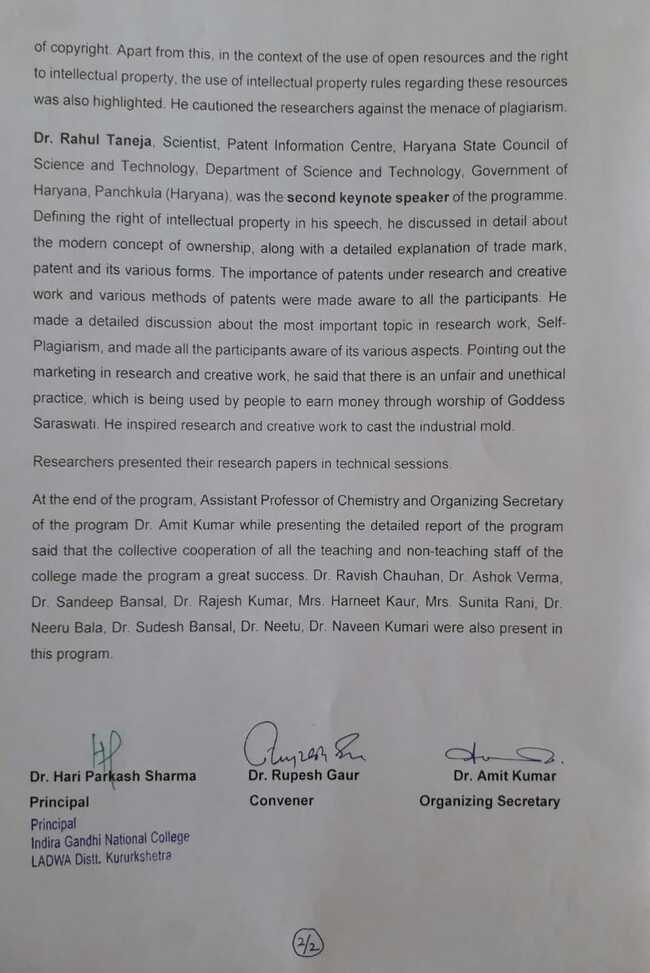 of copyright. Apart from this, in the context of the use of open resources and the right
to intellectual property, the use of intellectual property rules regarding these resources
was also highlighted. He cautioned the researchers against the menace of plagiarism.
Dr. Rahul Taneja, Scientist, Patent Information Centre, Haryana State Council of
Science and Technology, Department of Science and Technology, Government of
Haryana, Panchkula (Haryana), was the second keynote speaker of the programme.
Defining the right of intellectual property in his speech, he discussed in detail about
the modern concept of ownership, along with a detailed explanation of trade mark,
patent and its various forms. The importance of patents under research and creative
work and various methods of patents were made aware to all the participants. He
made a detailed discussion about the most important topic in research work, Self-
Plagiarism, and made all the participants aware of its various aspects. Pointing out the
marketing in research and creative work, he said that there is an unfair and unethical
practice, which is being used by people to earn money through worship of Goddess
Saraswati. He inspired research and creative work to cast the industrial mold.
Researchers presented their research papers in technical sessions.
At the end of the program, Assistant Professor of Chemistry and Organizing Secretary
of the program Dr. Amit Kumar while presenting the detailed report of the program
said that the collective cooperation of all the teaching and non-teaching staff of the
college made the program a great success. Dr. Ravish Chauhan, Dr. Ashok Verma,
Dr. Sandeep Bansal, Dr. Rajesh Kumar, Mrs. Harneet Kaur, Mrs. Sunita Rani, Dr.
Neeru Bala, Dr. Sudesh Bansal, Dr. Neetu, Dr. Naveen Kumari were also present in
this program.
Dr. Hari Parkash Sharma Dr. Rupesh Gaur Dr. Amit Kumar
Principal Convener Organizing Secretary
Principal
Indira Gandhi National College
LADWA Distt. Kururkshetra
2/2